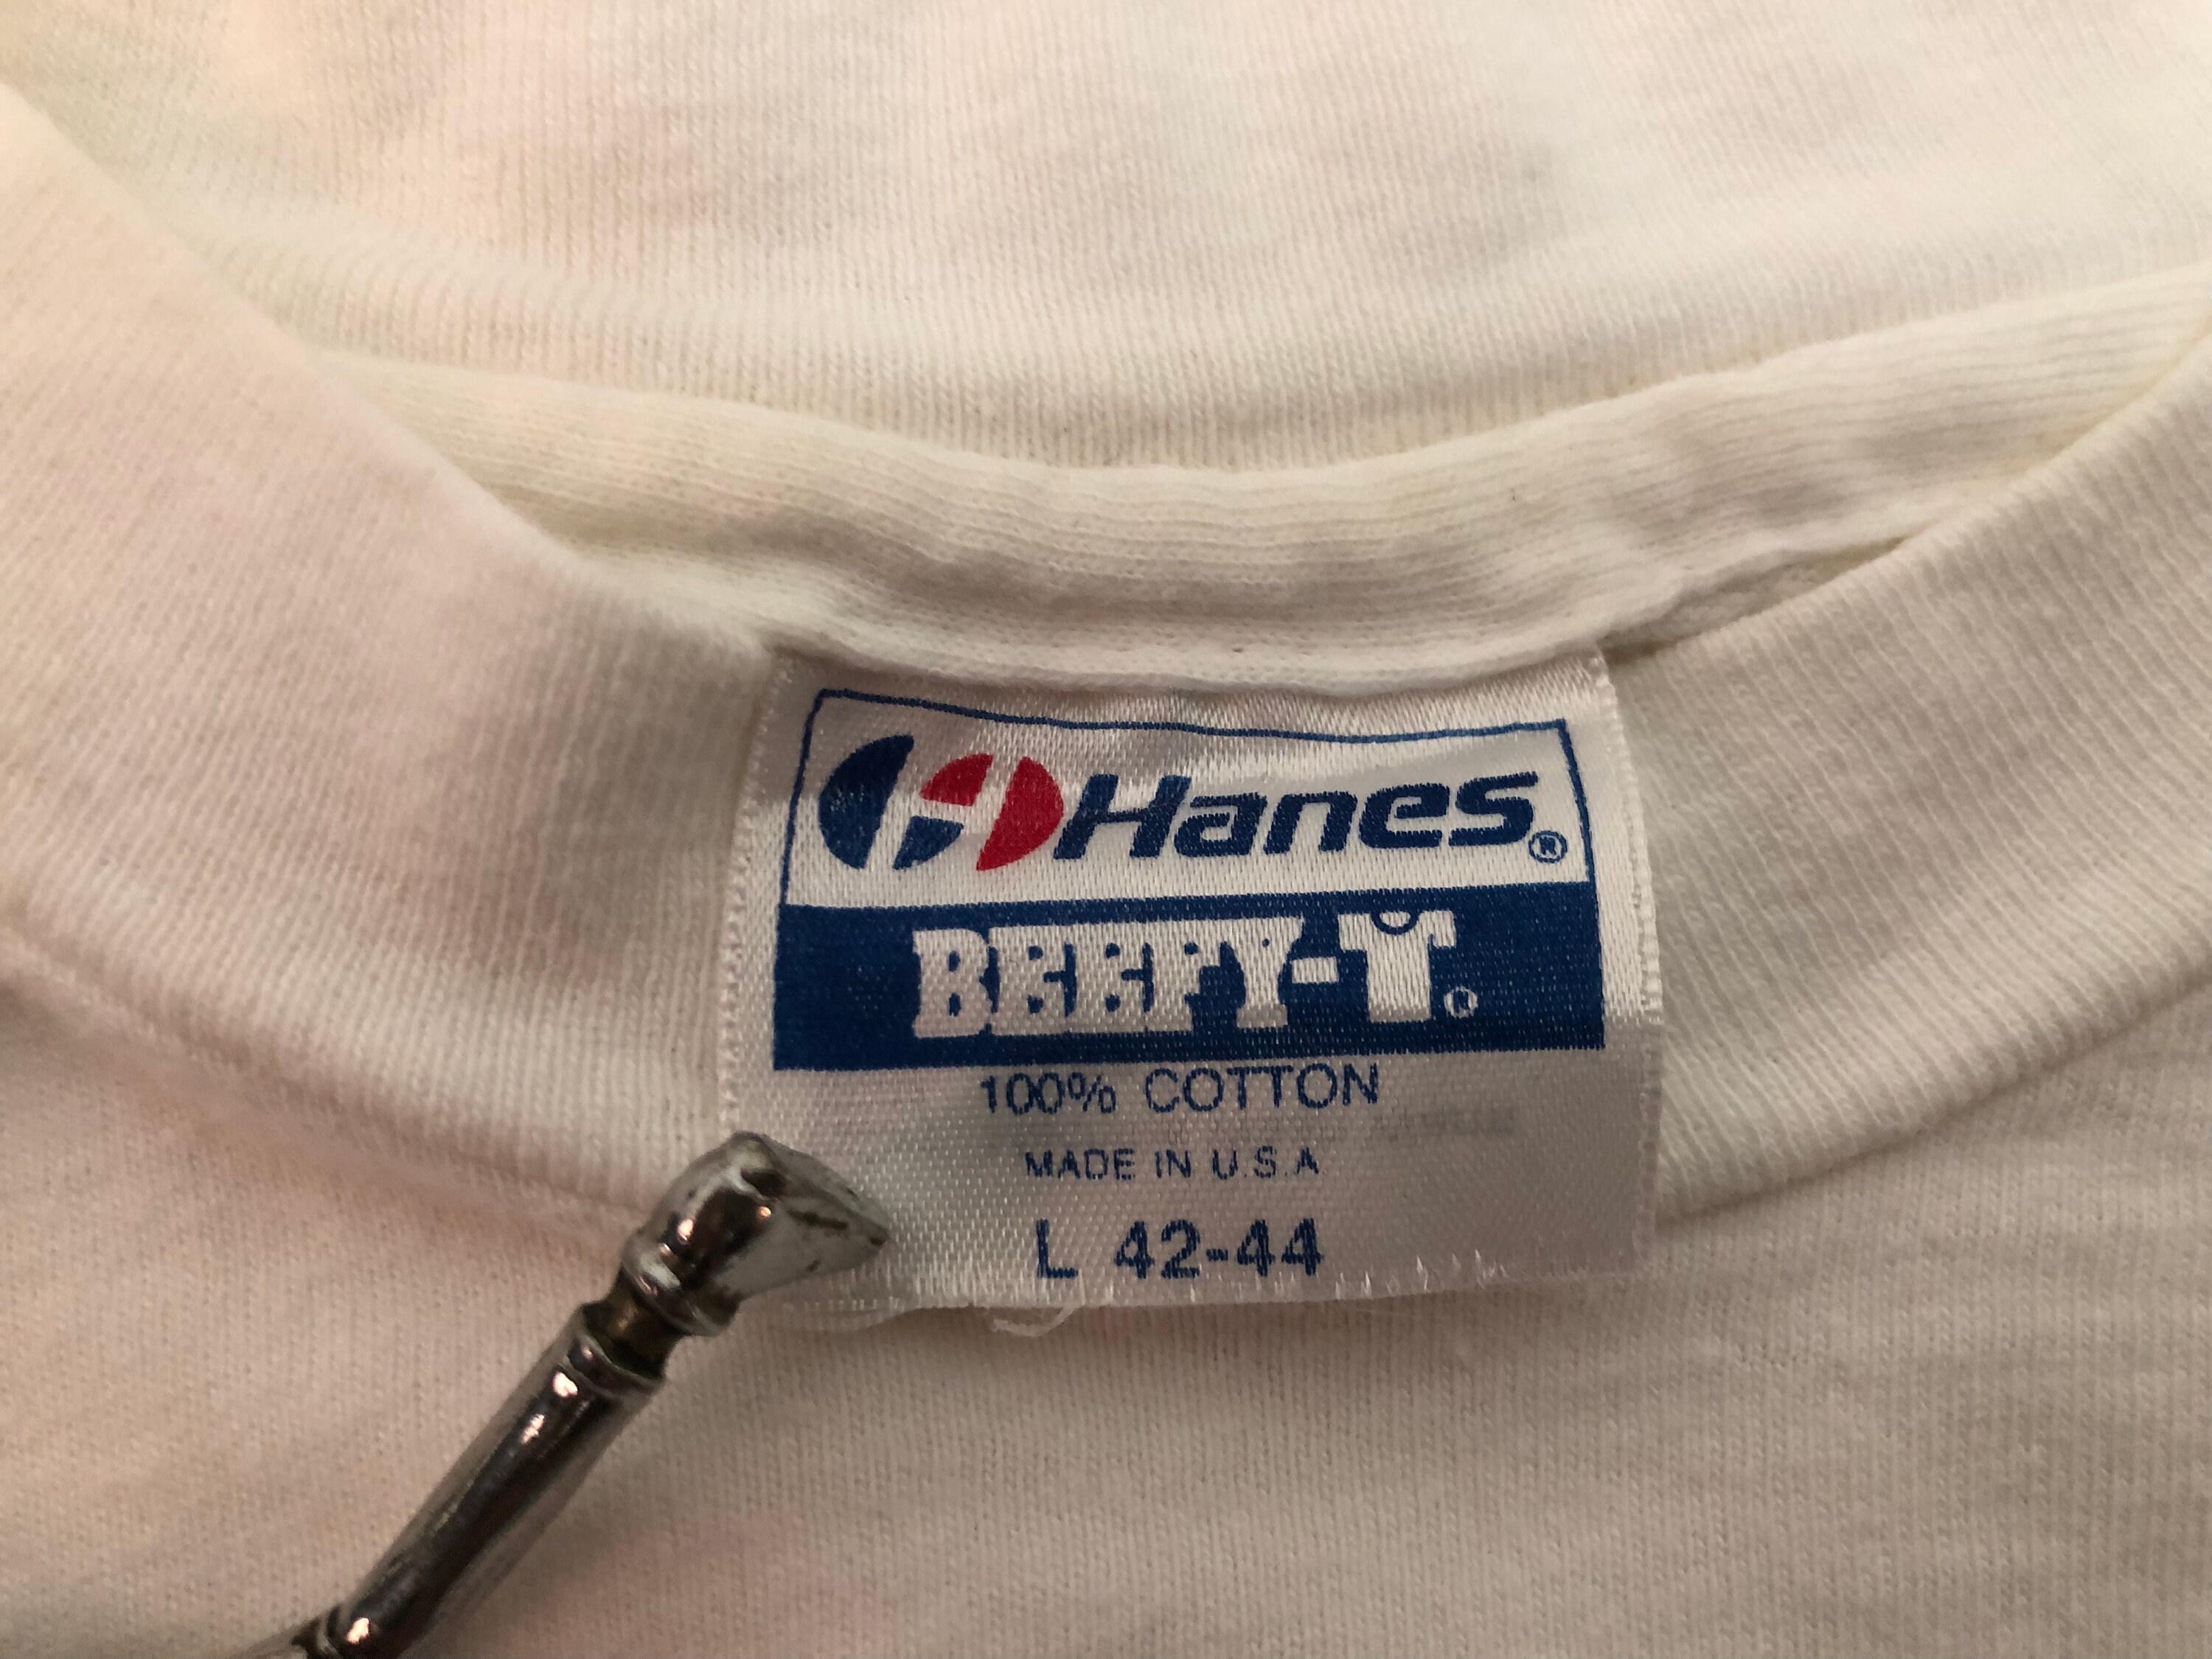 Hanes®
BEEFY-T®
100% COTTON
MADE IN U.S.A
L 42-44